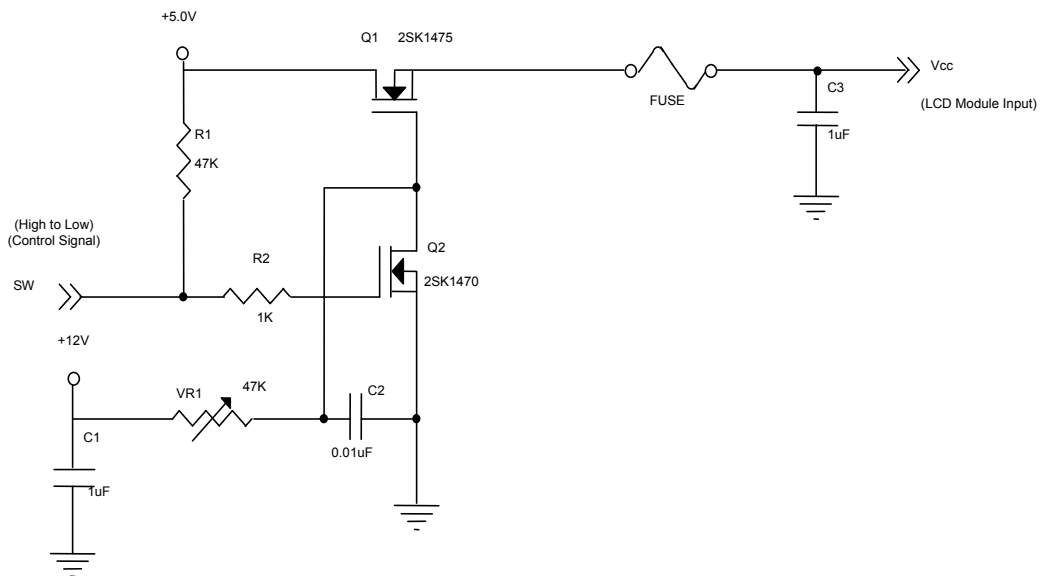 +5.0V
Q1 2SK1475
Vcc
FUSE
C3
(LCD Module Input)
R1
1uF
47K
(High to Low)
(Control Signal)
Q2
R2
SW
2SK1470
1K
+12V
VR1
47K
C2
C1
0.01uF
1uF